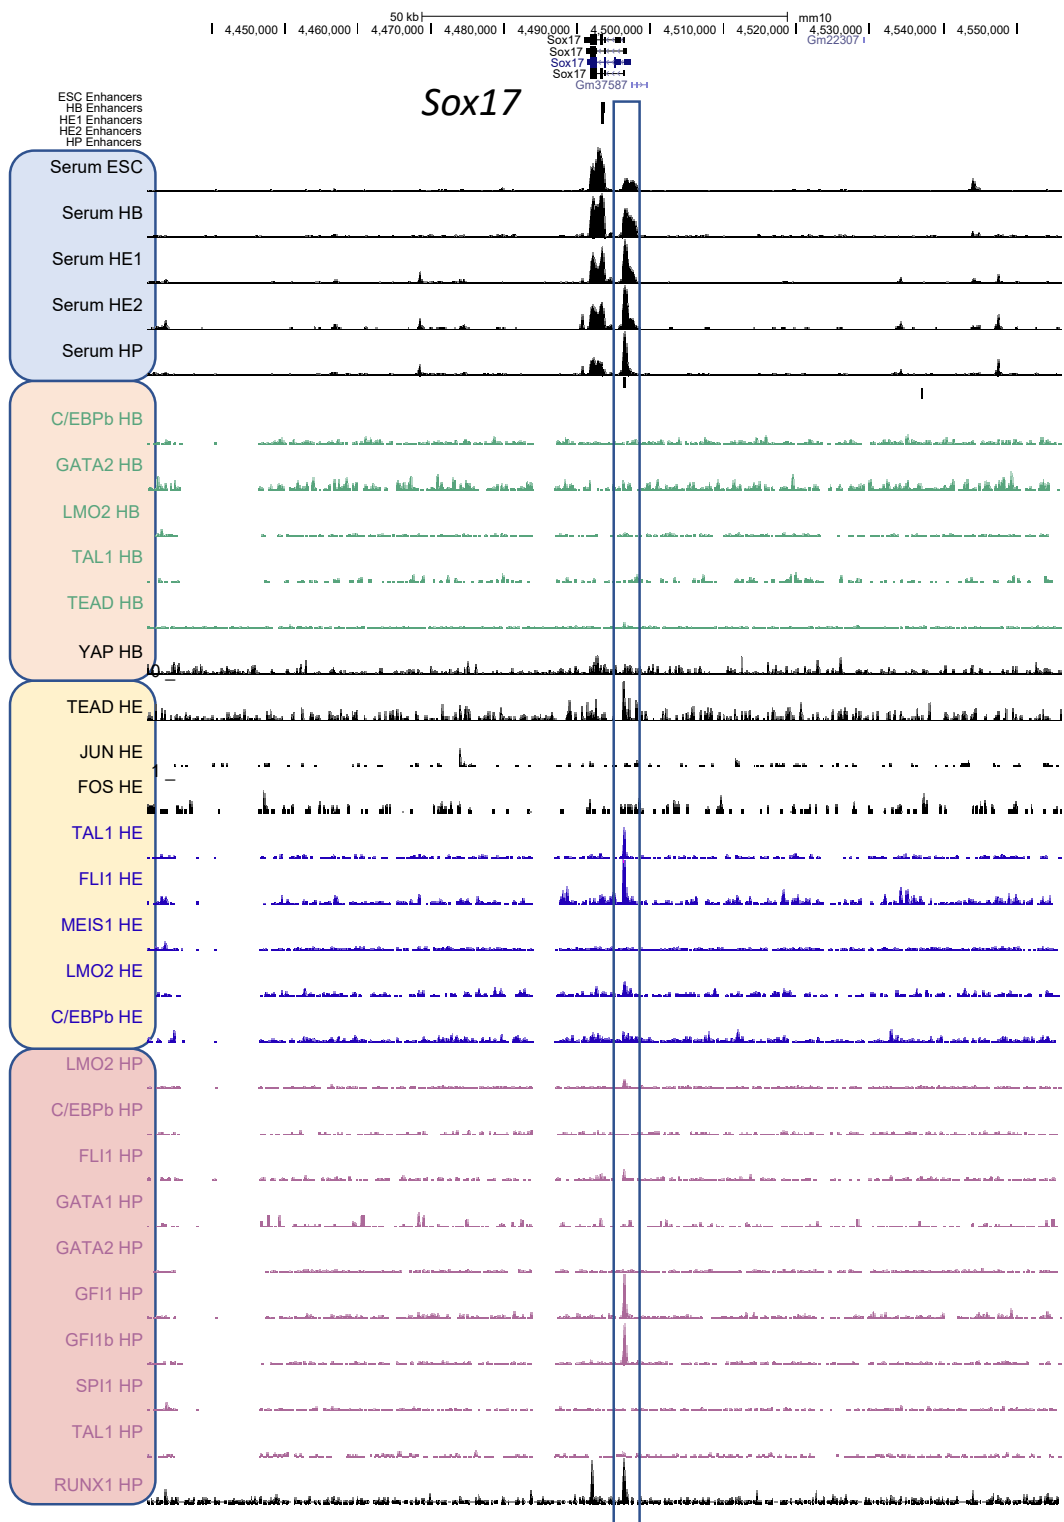 50 kb mm10
4,450,000 4,460,000 4,470,000 4,480,000 4,490,000 4,500,000 4,510,000 4,520,000 4,530,000 4,540,000 4,550,000
Sox17 Gm22307
Sox17
Sox17
Sox17
Gm37587
Sox17
ESC Enhancers
HB Enhancers
HE1 Enhancers
HE2 Enhancers
HP Enhancers
Serum ESC
Serum HB
Serum HE1
Serum HE2
Serum HP
C/EBPb HB
GATA2 HB
LMO2 HB
TAL1 HB
TEAD HB
YAP HB
0 _
TEAD HE
JUN HE
1 _
FOS HE
TAL1 HE
FLI1 HE
MEIS1 HE
LMO2 HE
C/EBPb HE
LMO2 HP
C/EBPb HP
FLI1 HP
GATA1 HP
GATA2 HP
GFI1 HP
GFI1b HP
SPI1 HP
TAL1 HP
RUNX1 HP